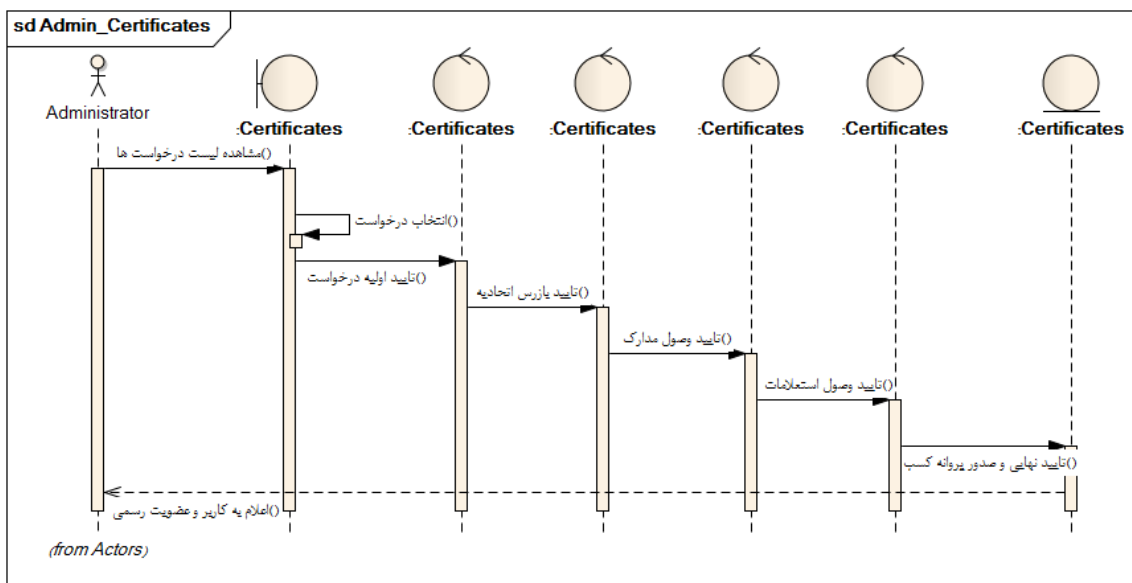 sd Admin_Certificates
Administrator
:Certificates
:Certificates
:Certificates
:Certificates
:Certificates
:Certificates
مشاهده لیست درخواست ها()
انتخاب درخواست()
تایید اولیه درخواست()
تایید بازرس اتحادیه()
تایید وصول مدارک()
تایید وصول استعلامات()
تایید نهایی و صدور پروانه کسب()
اعلام به کاربر و عضویت رسمی()
(from Actors)